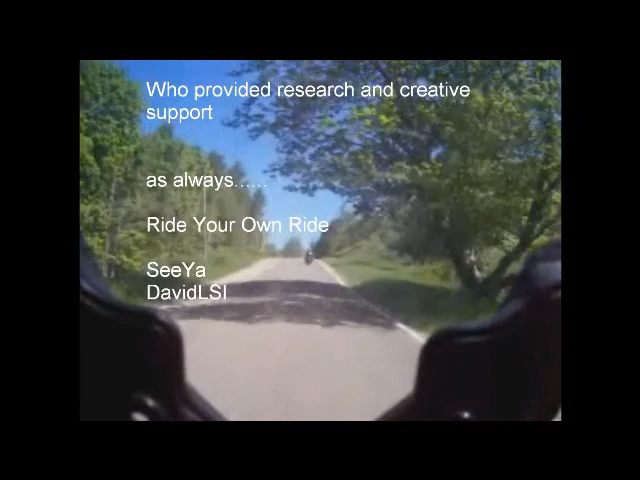 Who provided research and creative
support
as always......
Ride Your Own Ride
SeeYa
DavidLSI